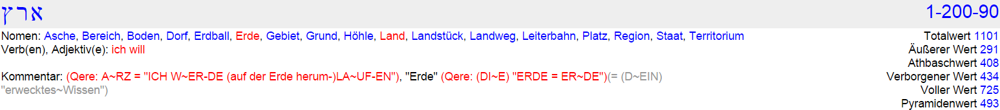 ארץ 1-200-90
Nomen: Asche, Bereich, Boden, Dorf, Erdball, Erde, Gebiet, Grund, Höhle, Land, Landstück, Landweg, Leiterbahn, Platz, Region, Staat, Territorium Totalwert 1101
Verb(en), Adjektiv(e): ich will Äußerer Wert 291
Athbaschwert 408
Kommentar: (Qere: A~RZ = "ICH W~ER-DE (auf der Erde herum-)LA~UF-EN"), "Erde" (Qere: (DI~E) "ERDE = ER~DE")(= (D~EIN) Verborgener Wert 434
"erwecktes~Wissen") Voller Wert 725
Pyramidenwert 493